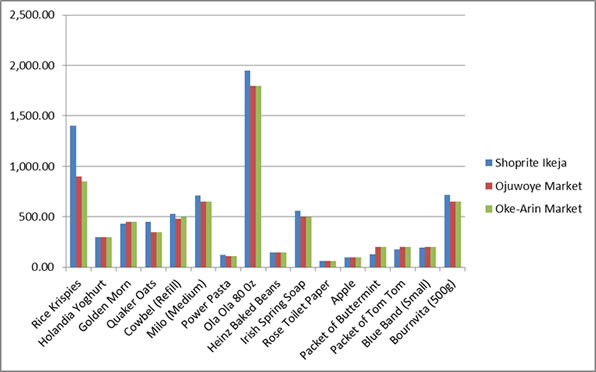 2,500.00
2,000.00
1,500.00
1,000.00
500.00
0.00
Rice Krispies
Holandia Yoghurt
Golden Morn
Quaker Oats
Cowbel (Refill)
Milo (Medium)
Power Pasta
Ola Ola 80 Oz
Heinz Baked Beans
Irish Spring Soap
Rose Toilet Paper
Apple
Packet of Buttermint
Packet of Tom Tom
Blue Band (Small)
Bournvita (500g)
Shoprite Ikeja
Ojuwoye Market
Oke-Arin Market